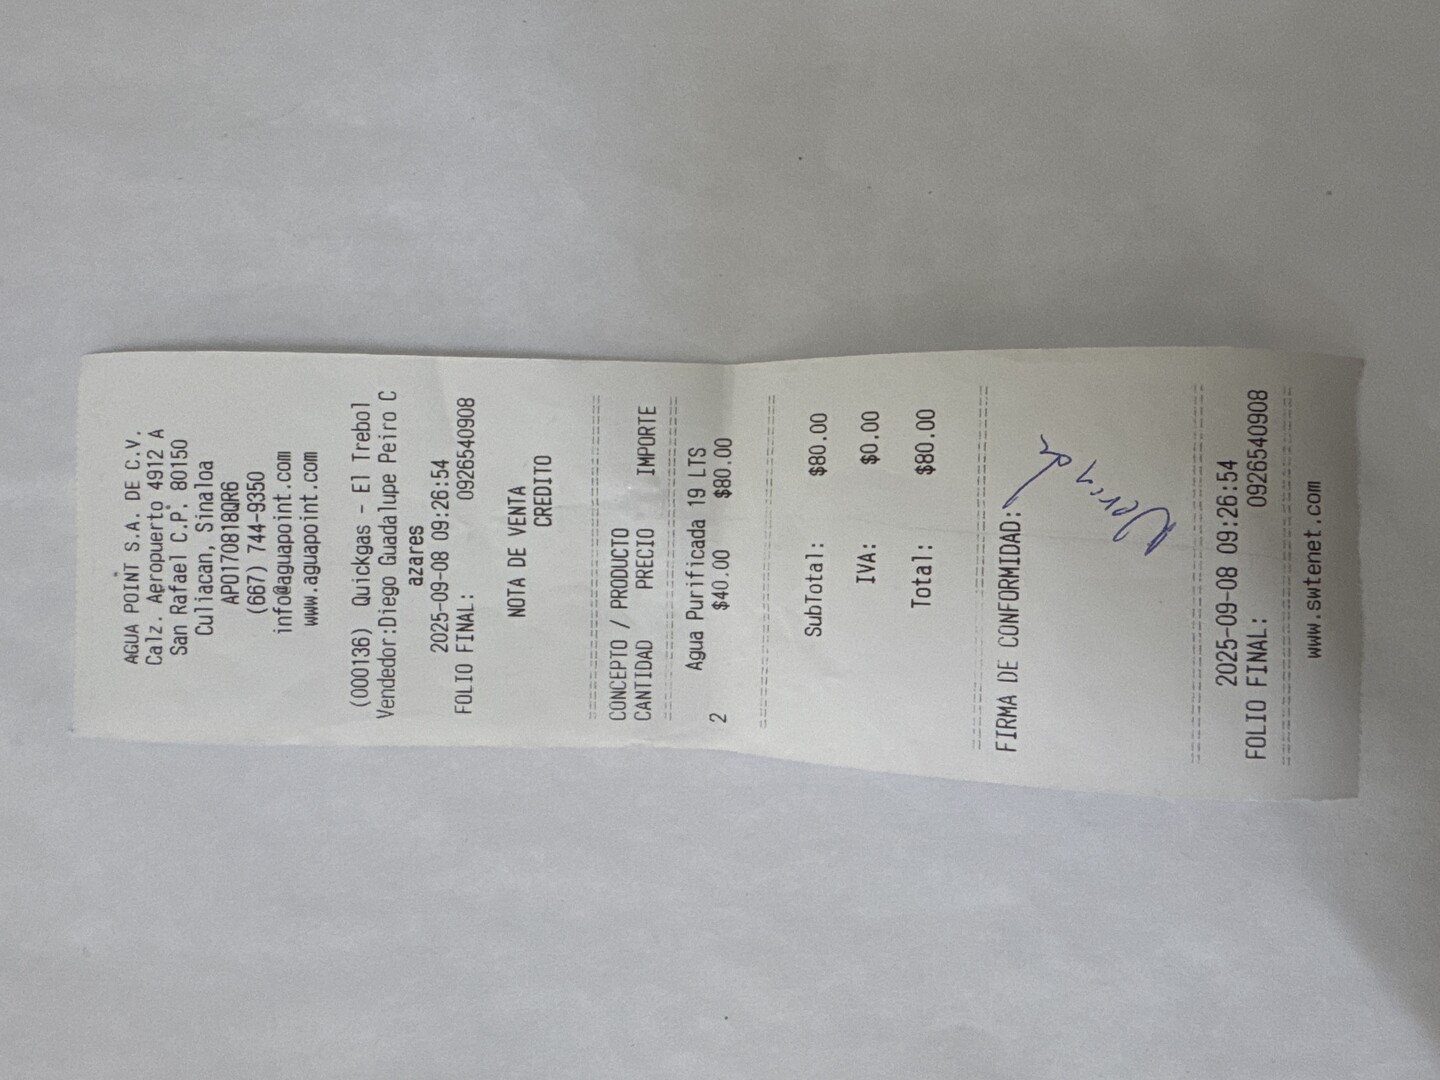 AGUA POINT S.A. DE C.V.
Calz. Aeropuerto 4912 A
San Rafael C.P. 80150
Culiacan, Sinaloa
APO170818QR6
(667) 744-9350
info@aguapoint.com
www.aguapoint.com
(000136) Quickgas - El Trebol
Vendedor:Diego Guadalupe Peiro C
azares
2025-09-08 09:26:54
FOLIO FINAL: 0926540908
NOTA DE VENTA
CREDITO
================================
CONCEPTO / PRODUCTO
CANTIDAD PRECIO IMPORTE
================================
Agua Purificada 19 LTS
2 $40.00 $80.00
================================
SubTotal: $80.00
IVA: $0.00
Total: $80.00
================================
FIRMA DE CONFORMIDAD:
================================
2025-09-08 09:26:54
FOLIO FINAL: 0926540908
================================
www.swtenet.com